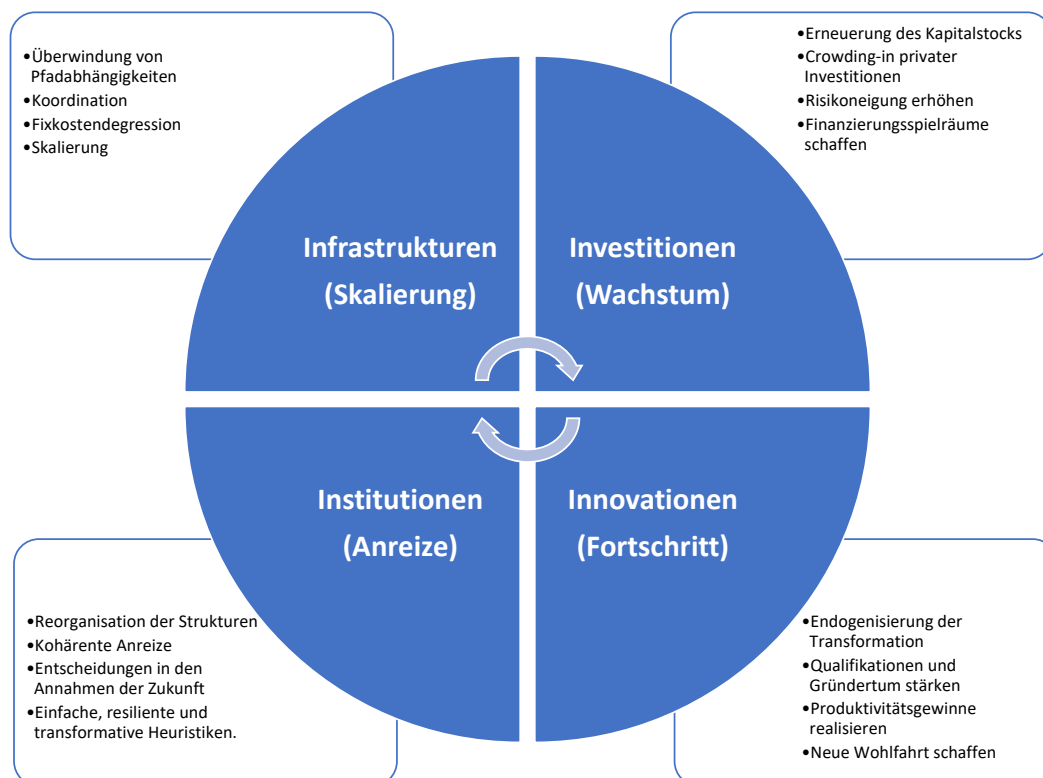 •Überwindung von
Pfadabhängigkeiten
•Koordination
•Fixkostendegression
•Skalierung
•Erneuerung des Kapitalstocks
•Crowding-in privater
Investitionen
•Risikoneigung erhöhen
•Finanzierungsspielräume
schaffen
Infrastrukturen
(Skalierung)
Investitionen
(Wachstum)
Institutionen
(Anreize)
Innovationen
(Fortschritt)
•Reorganisation der Strukturen
•Kohärente Anreize
•Entscheidungen in den
Annahmen der Zukunft
•Einfache, resiliente und
transformative Heuristiken.
•Endogenisierung der
Transformation
•Qualifikationen und
Gründertum stärken
•Produktivitätsgewinne
realisieren
•Neue Wohlfahrt schaffen